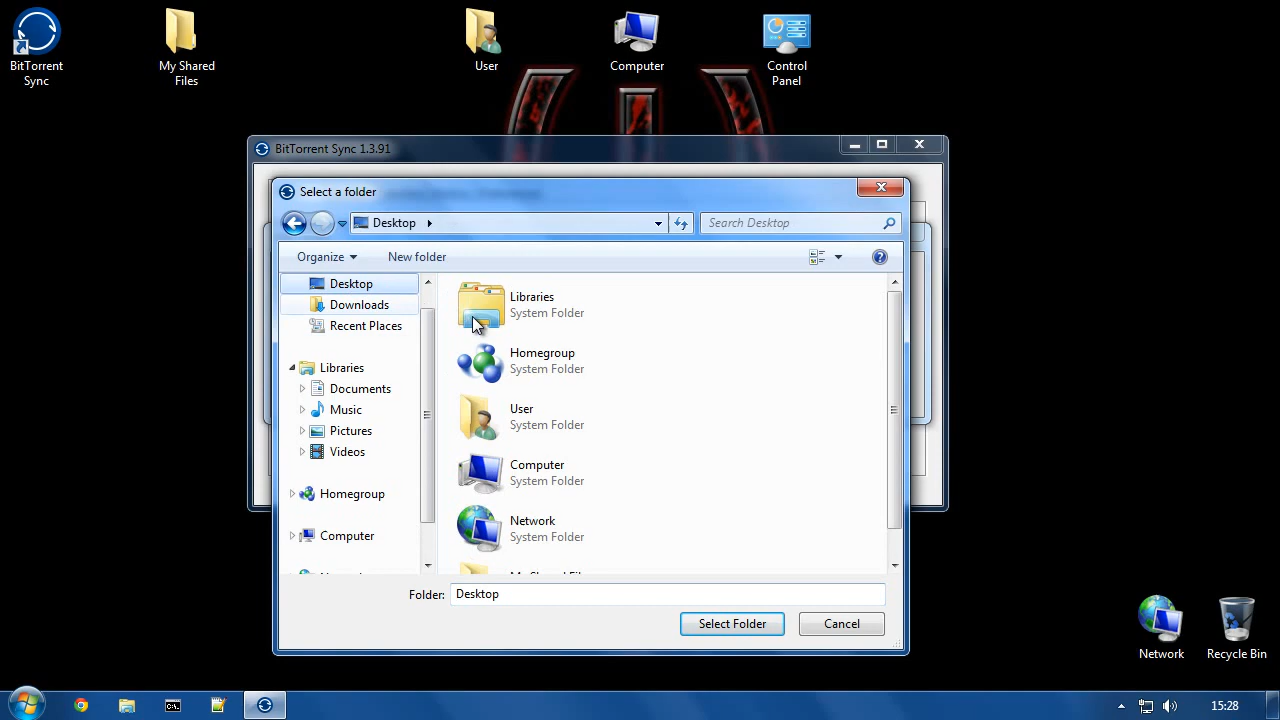 BitTorrent
Sync
My Shared
Files
User
Computer
Control
Panel
BitTorrent Sync 1.3.91
Select a folder
Desktop
Search Desktop
Organize
New folder
Desktop
Downloads
Recent Places
Libraries
Documents
Music
Pictures
Videos
Homegroup
Computer
Libraries
System Folder
Homegroup
System Folder
User
System Folder
Computer
System Folder
Network
System Folder
Folder: Desktop
Select Folder
Cancel
Network
Recycle Bin
15:28